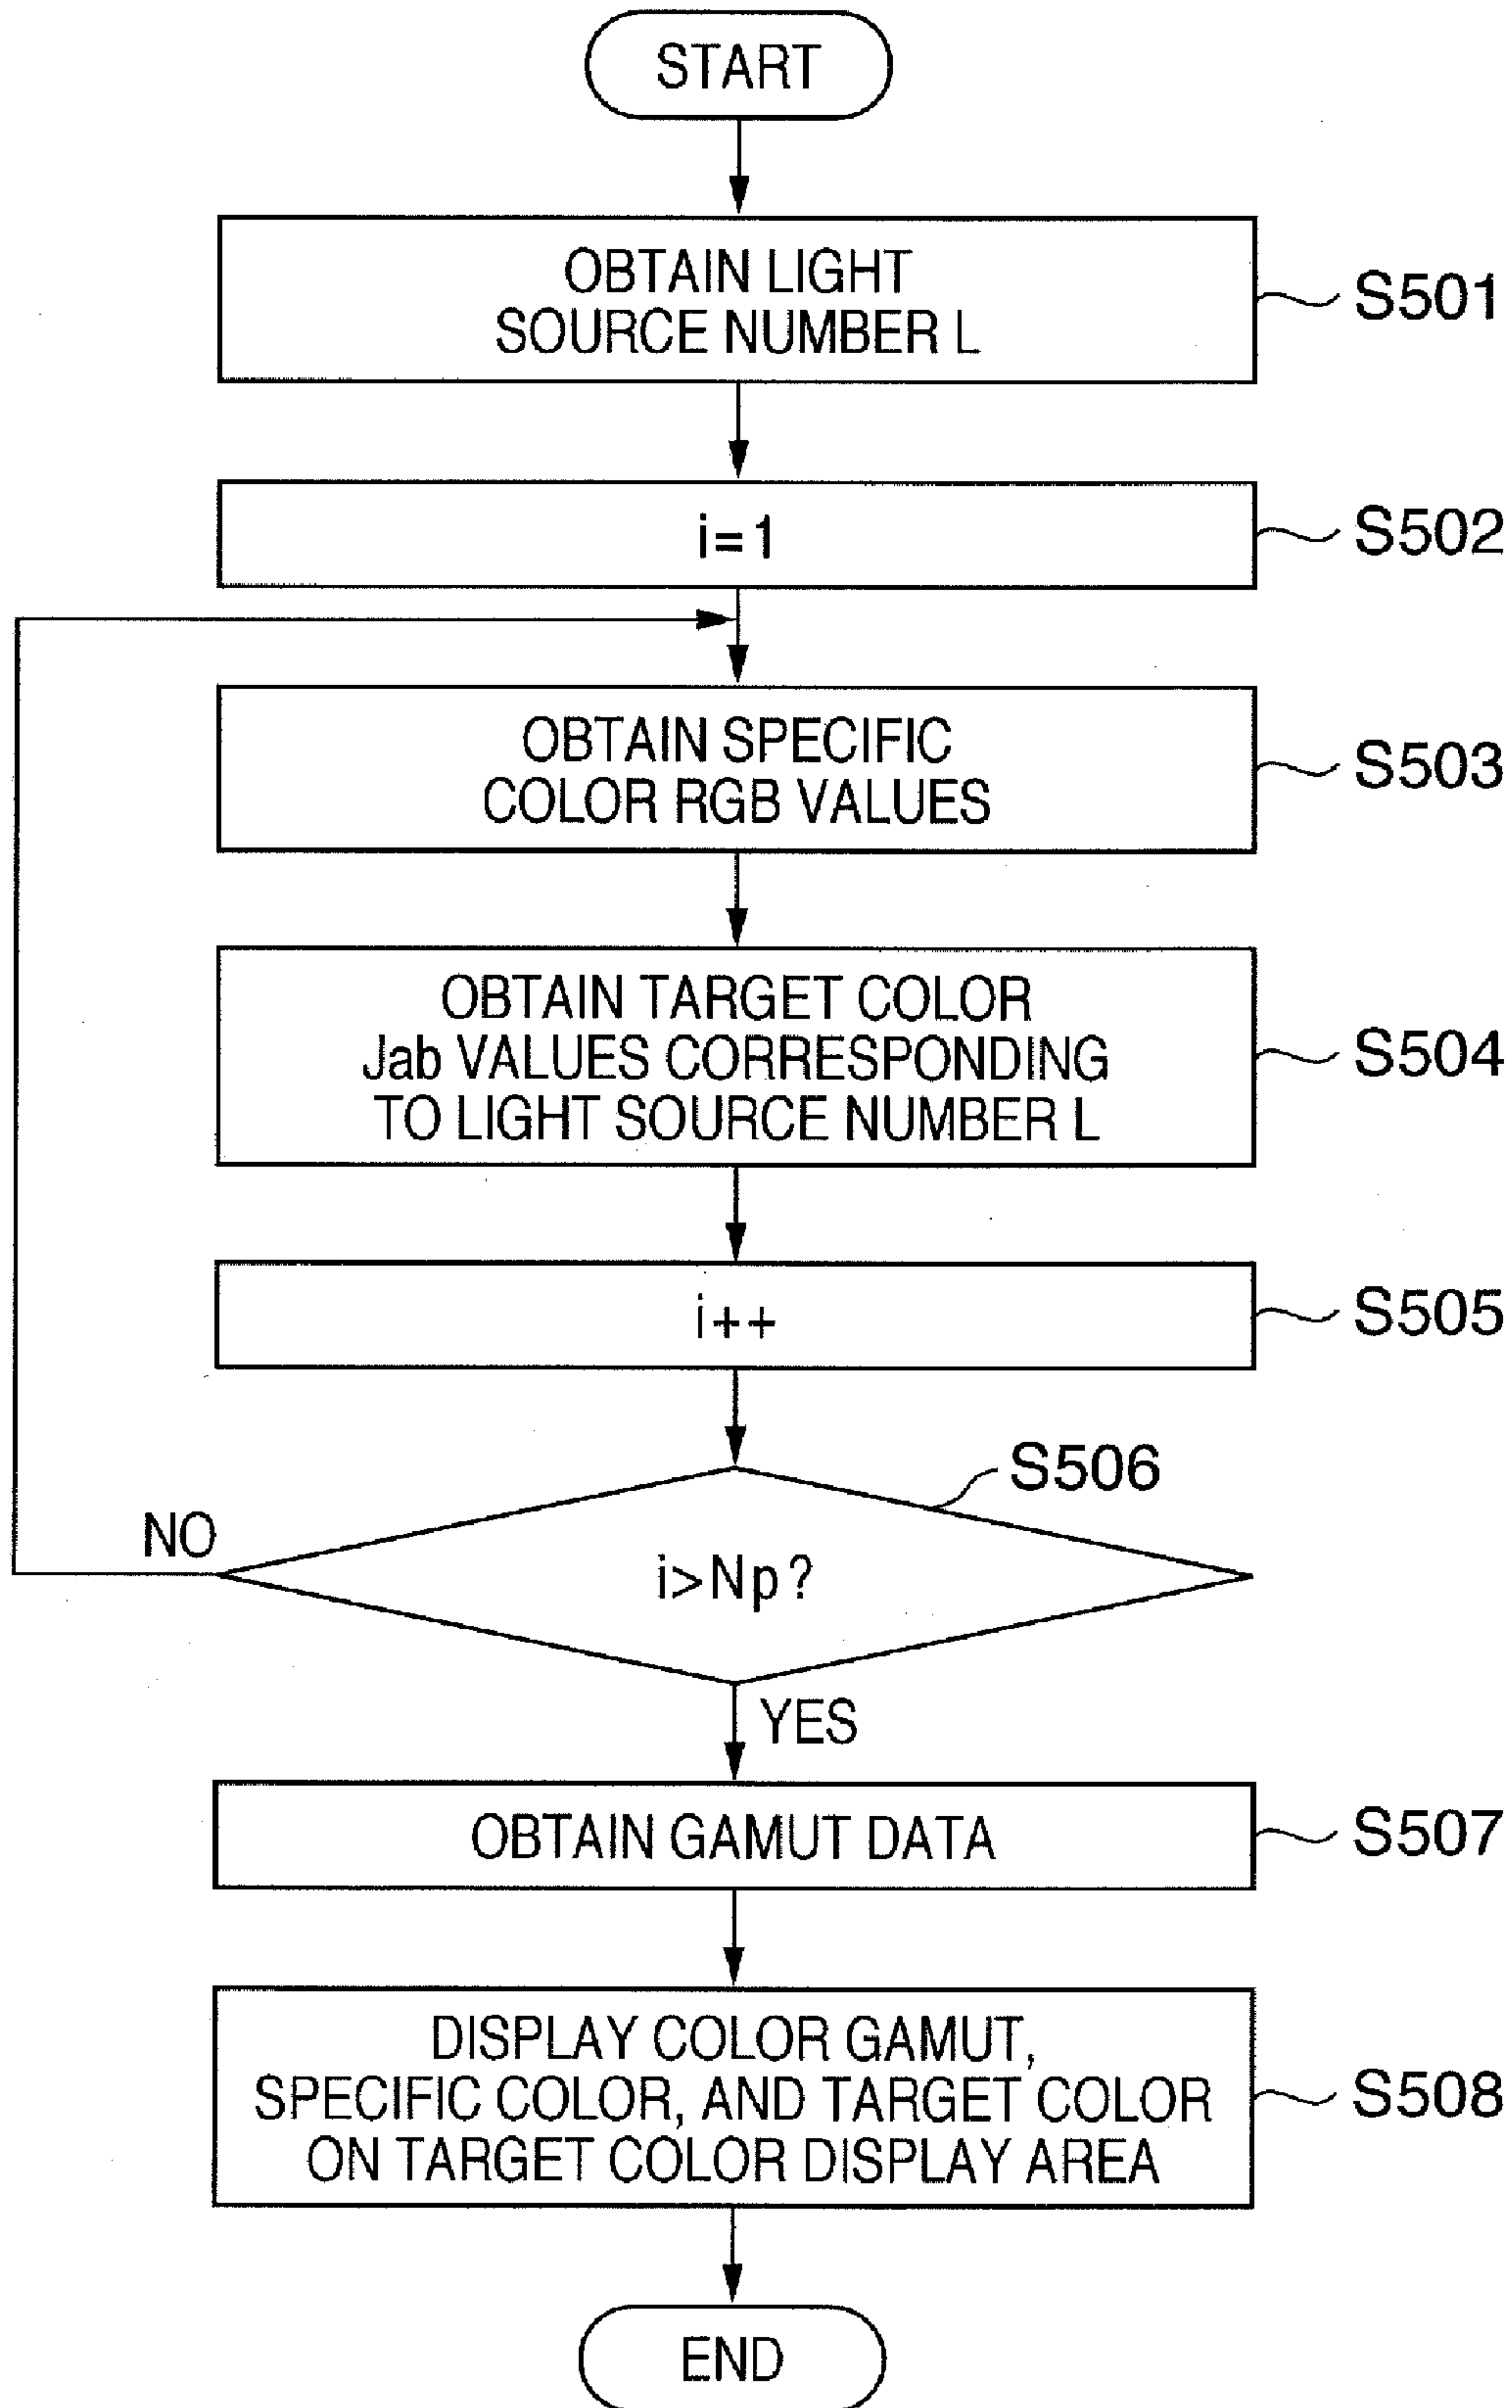 START
OBTAIN LIGHT
SOURCE NUMBER L
S501
i=1
S502
OBTAIN SPECIFIC
COLOR RGB VALUES
S503
OBTAIN TARGET COLOR
Jab VALUES CORRESPONDING
TO LIGHT SOURCE NUMBER L
S504
i++
S505
S506
NO
i>Np?
YES
OBTAIN GAMUT DATA
S507
DISPLAY COLOR GAMUT,
SPECIFIC COLOR, AND TARGET COLOR
ON TARGET COLOR DISPLAY AREA
S508
END